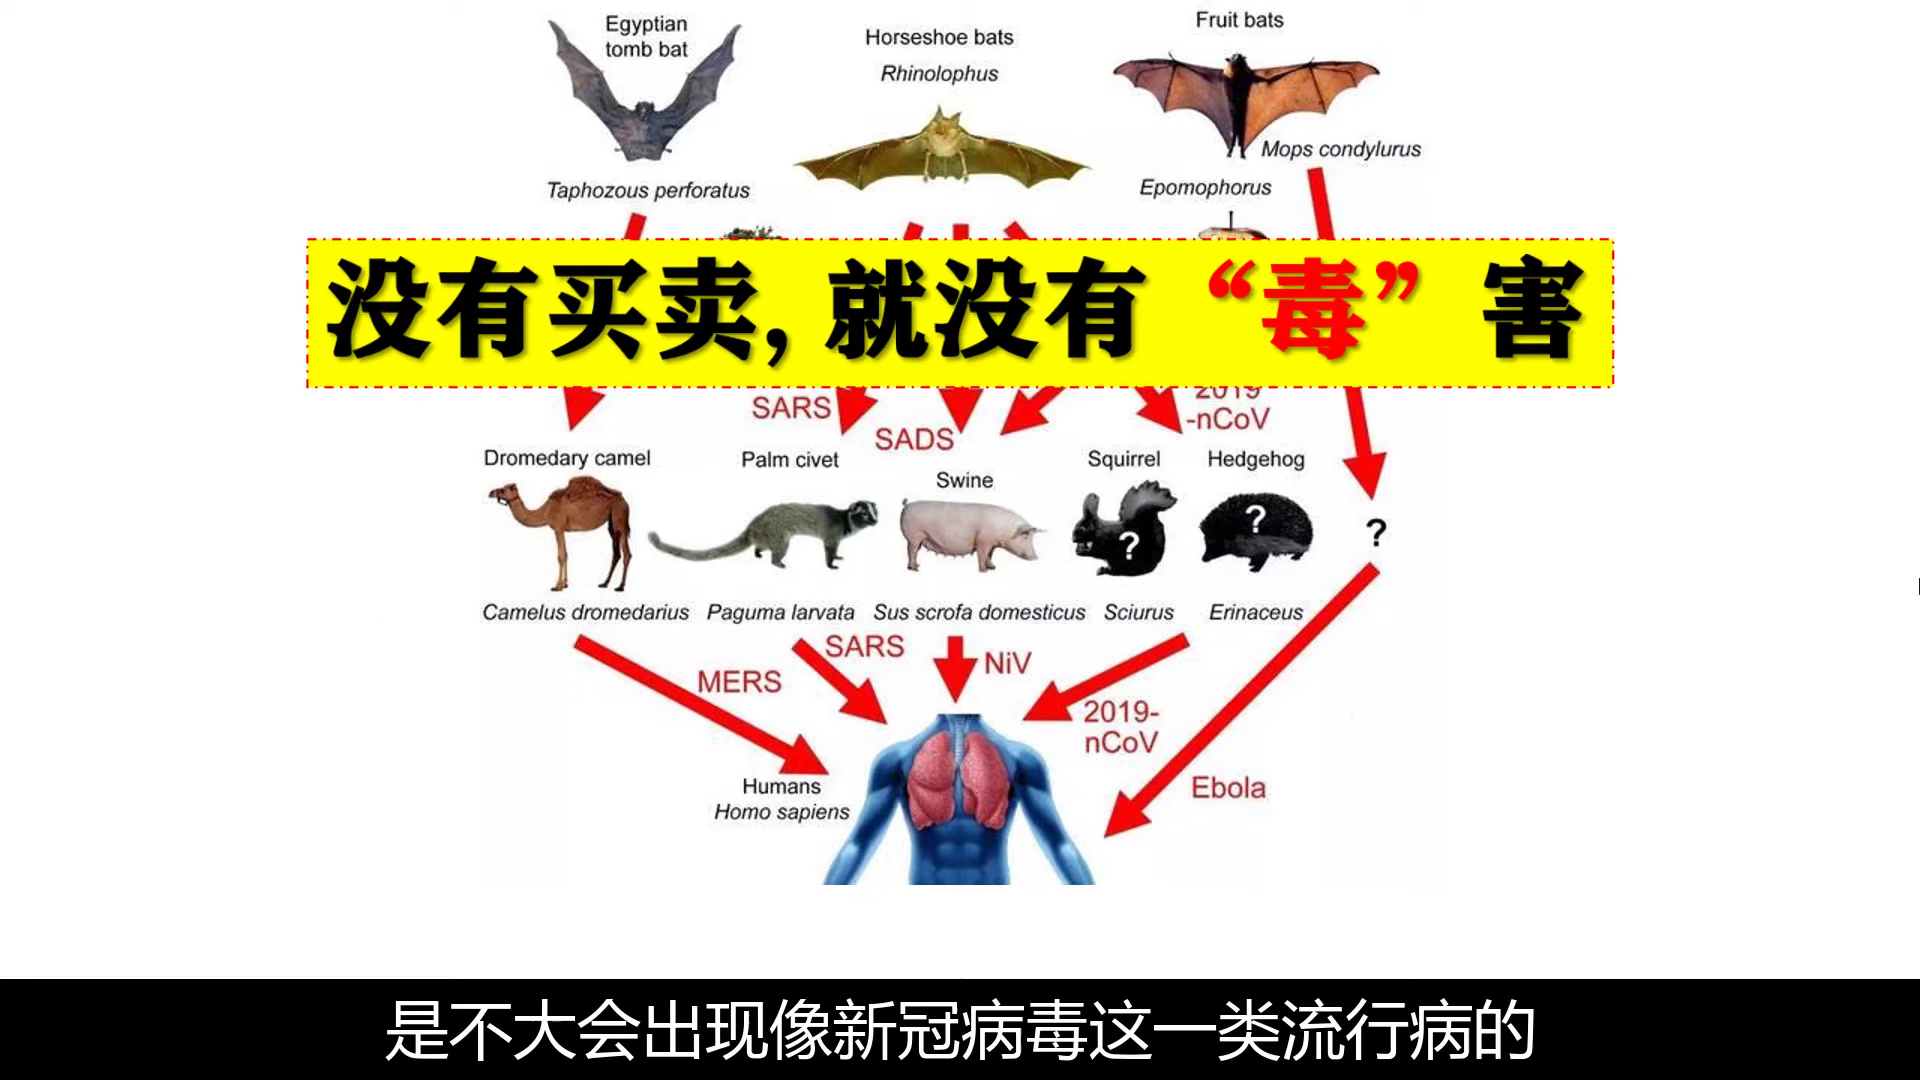 Egyptian
tomb bat
Horseshoe bats
Rhinolophus
Fruit bats
Mops condylurus
Taphozous perforatus
Epomophorus
没有买卖,就没有“毒”害
SARS
SADS
2019
-nCoV
Dromedary camel
Palm civet
Swine
Squirrel
Hedgehog
?
?
?
Camelus dromedarius
Paguma larvata
Sus scrofa domesticus
Sciurus
Erinaceus
MERS
SARS
NiV
2019-
nCoV
Ebola
Humans
Homo sapiens
是不大会出现像新冠病毒这一类流行病的